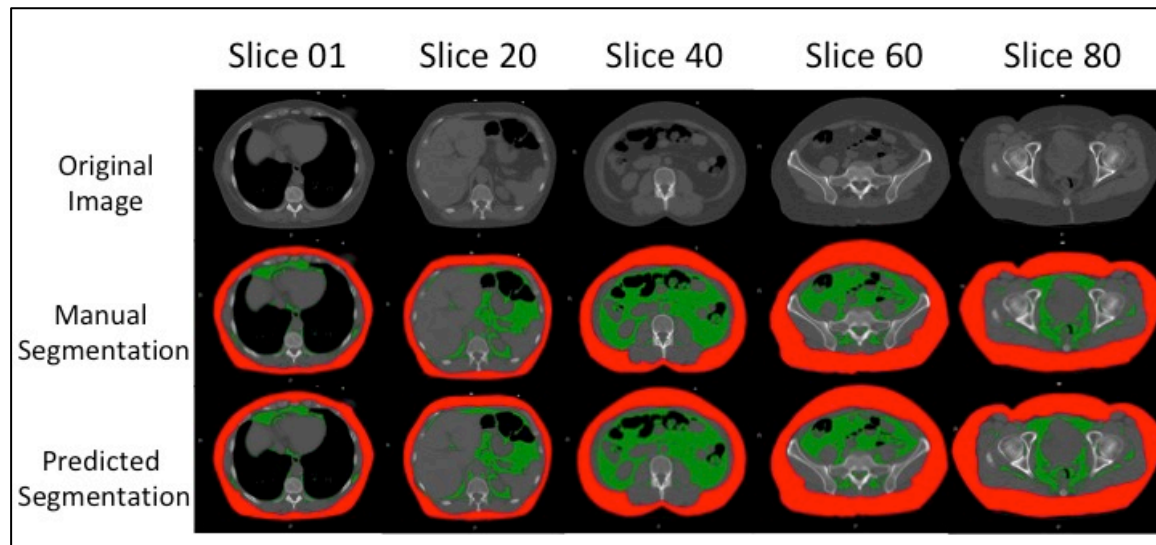 Slice 01 Slice 20 Slice 40 Slice 60 Slice 80
Original
Image
Manual
Segmentation
Predicted
Segmentation